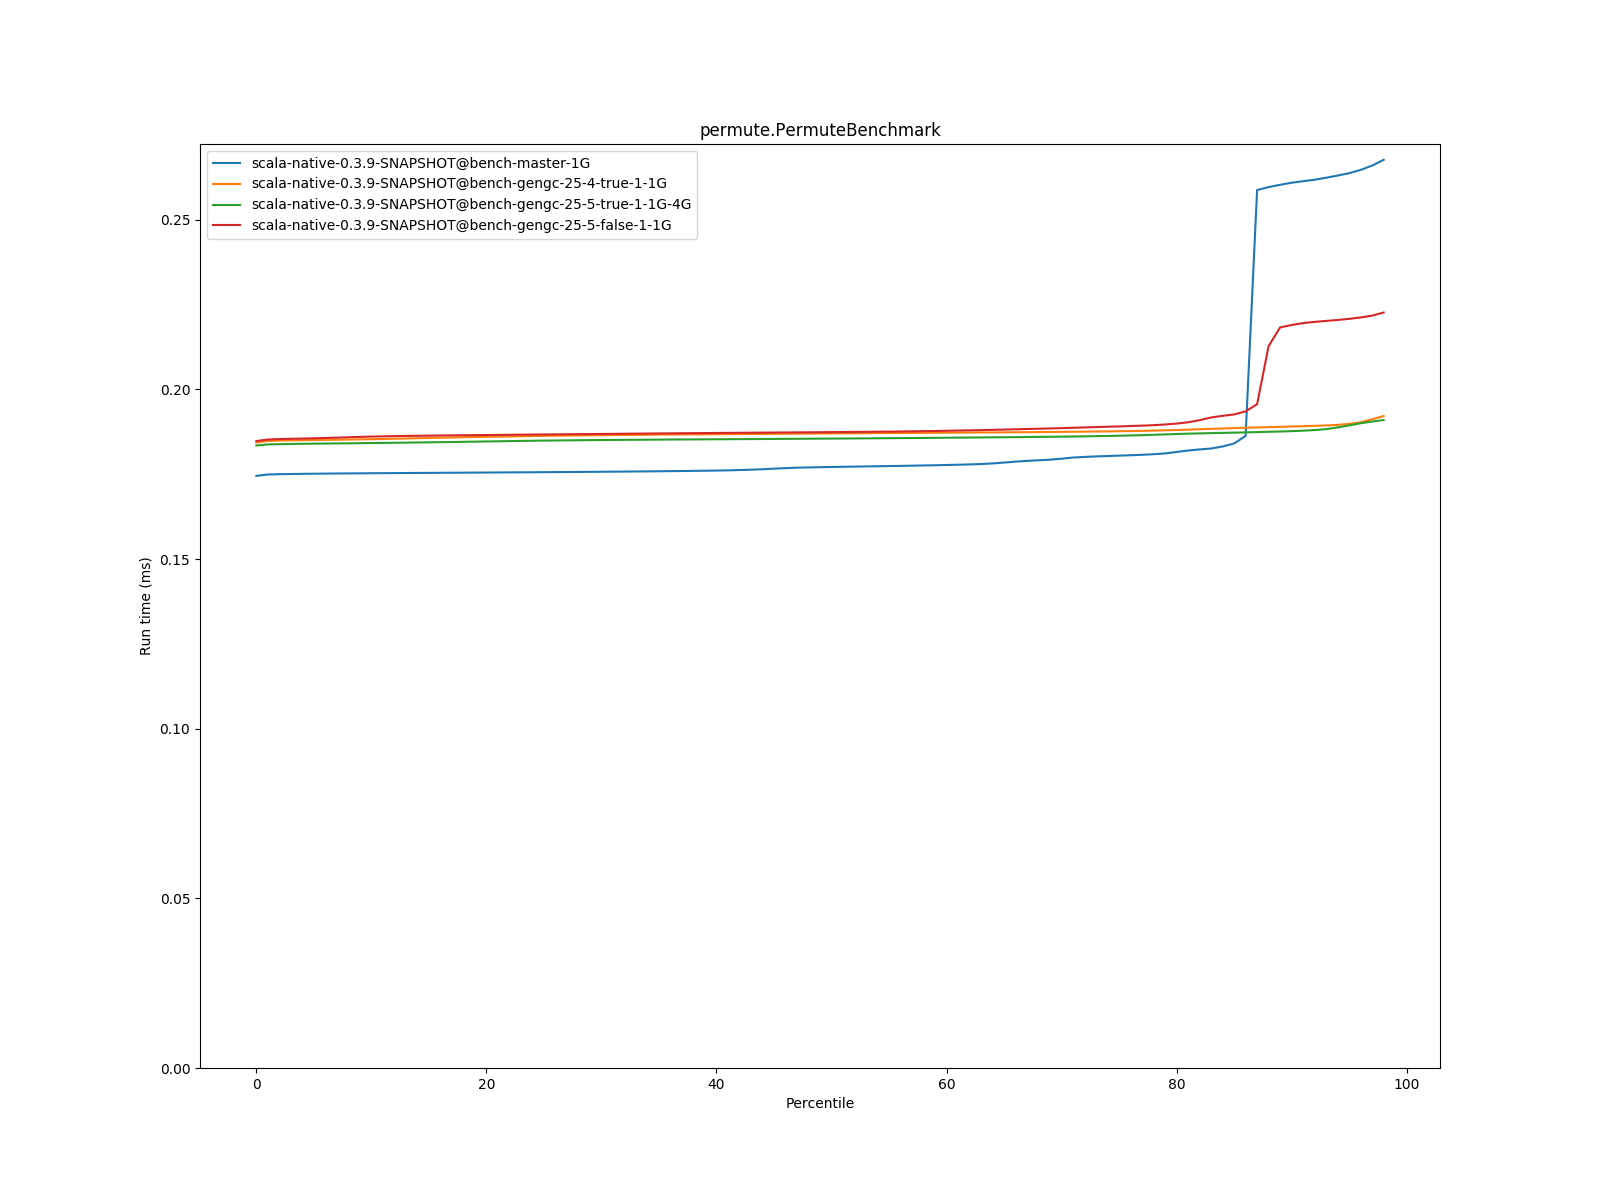 permute.PermuteBenchmark
scala-native-0.3.9-SNAPSHOT@bench-master-1G
scala-native-0.3.9-SNAPSHOT@bench-gengc-25-4-true-1-1G
scala-native-0.3.9-SNAPSHOT@bench-gengc-25-5-true-1-1G-4G
scala-native-0.3.9-SNAPSHOT@bench-gengc-25-5-false-1-1G
0.25
0.20
0.15
0.10
0.05
0.00
Run time (ms)
0 20 40 60 80 100
Percentile